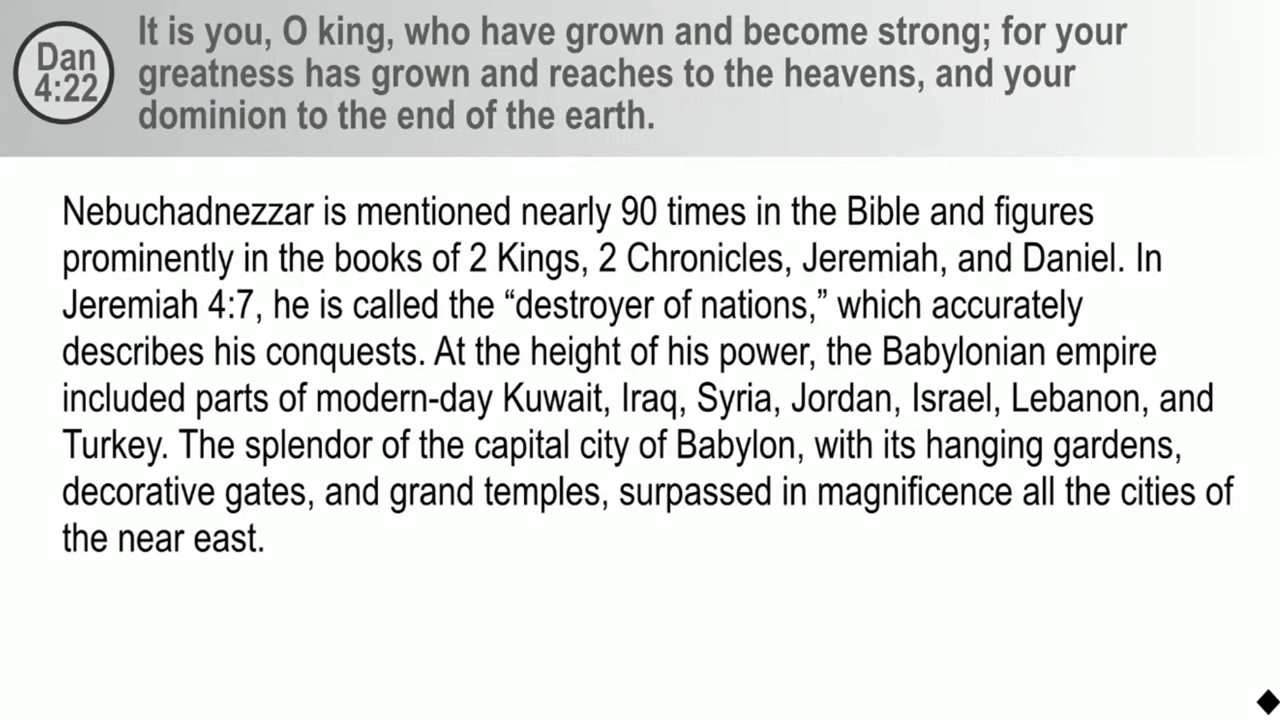 Dan
4:22
It is you, O king, who have grown and become strong; for your
greatness has grown and reaches to the heavens, and your
dominion to the end of the earth.
Nebuchadnezzar is mentioned nearly 90 times in the Bible and figures
prominently in the books of 2 Kings, 2 Chronicles, Jeremiah, and Daniel. In
Jeremiah 4:7, he is called the “destroyer of nations,” which accurately
describes his conquests. At the height of his power, the Babylonian empire
included parts of modern-day Kuwait, Iraq, Syria, Jordan, Israel, Lebanon, and
Turkey. The splendor of the capital city of Babylon, with its hanging gardens,
decorative gates, and grand temples, surpassed in magnificence all the cities of
the near east.